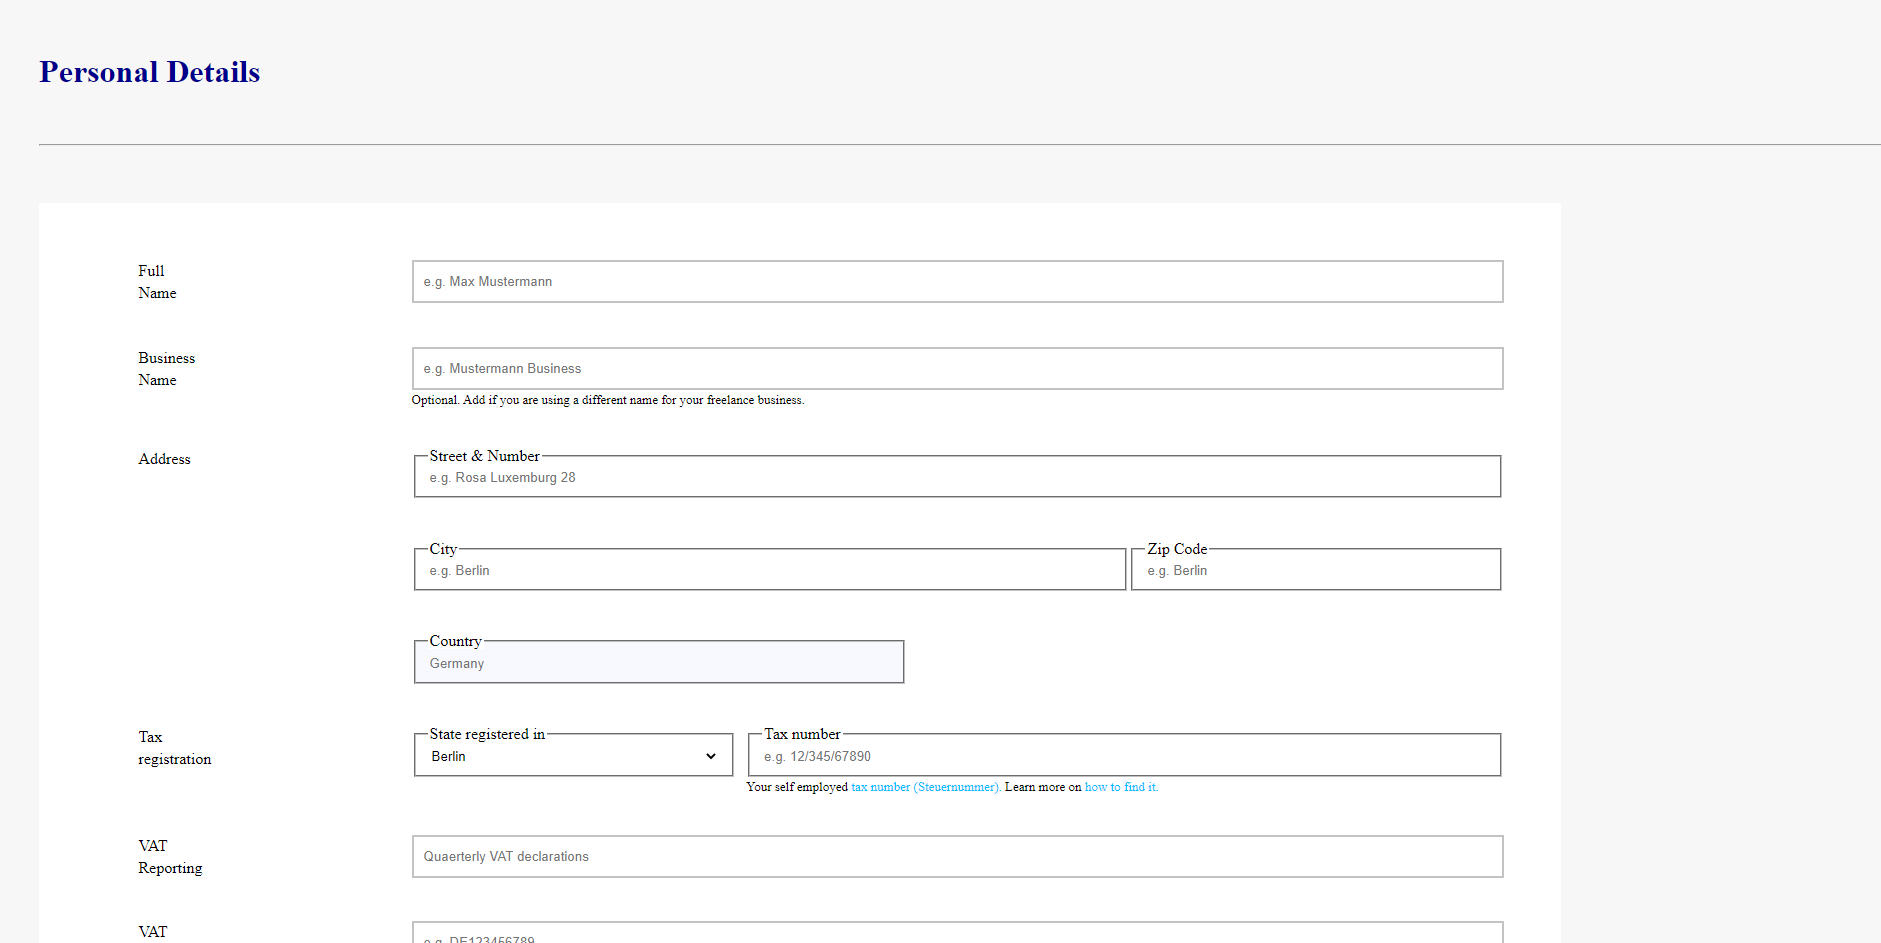 Personal Details
Full
Name
e.g. Max Mustermann
Business
Name
e.g. Mustermann Business
Optional. Add if you are using a different name for your freelance business.
Address
Street & Number
e.g. Rosa Luxemburg 28
City
e.g. Berlin
Zip Code
e.g. Berlin
Country
Germany
Tax
registration
State registered in
Berlin
Tax number
e.g. 12/345/67890
Your self employed tax number (Steuernummer). Learn more on how to find it.
VAT
Reporting
Quaerterly VAT declarations
VAT
e.g. DE123456789